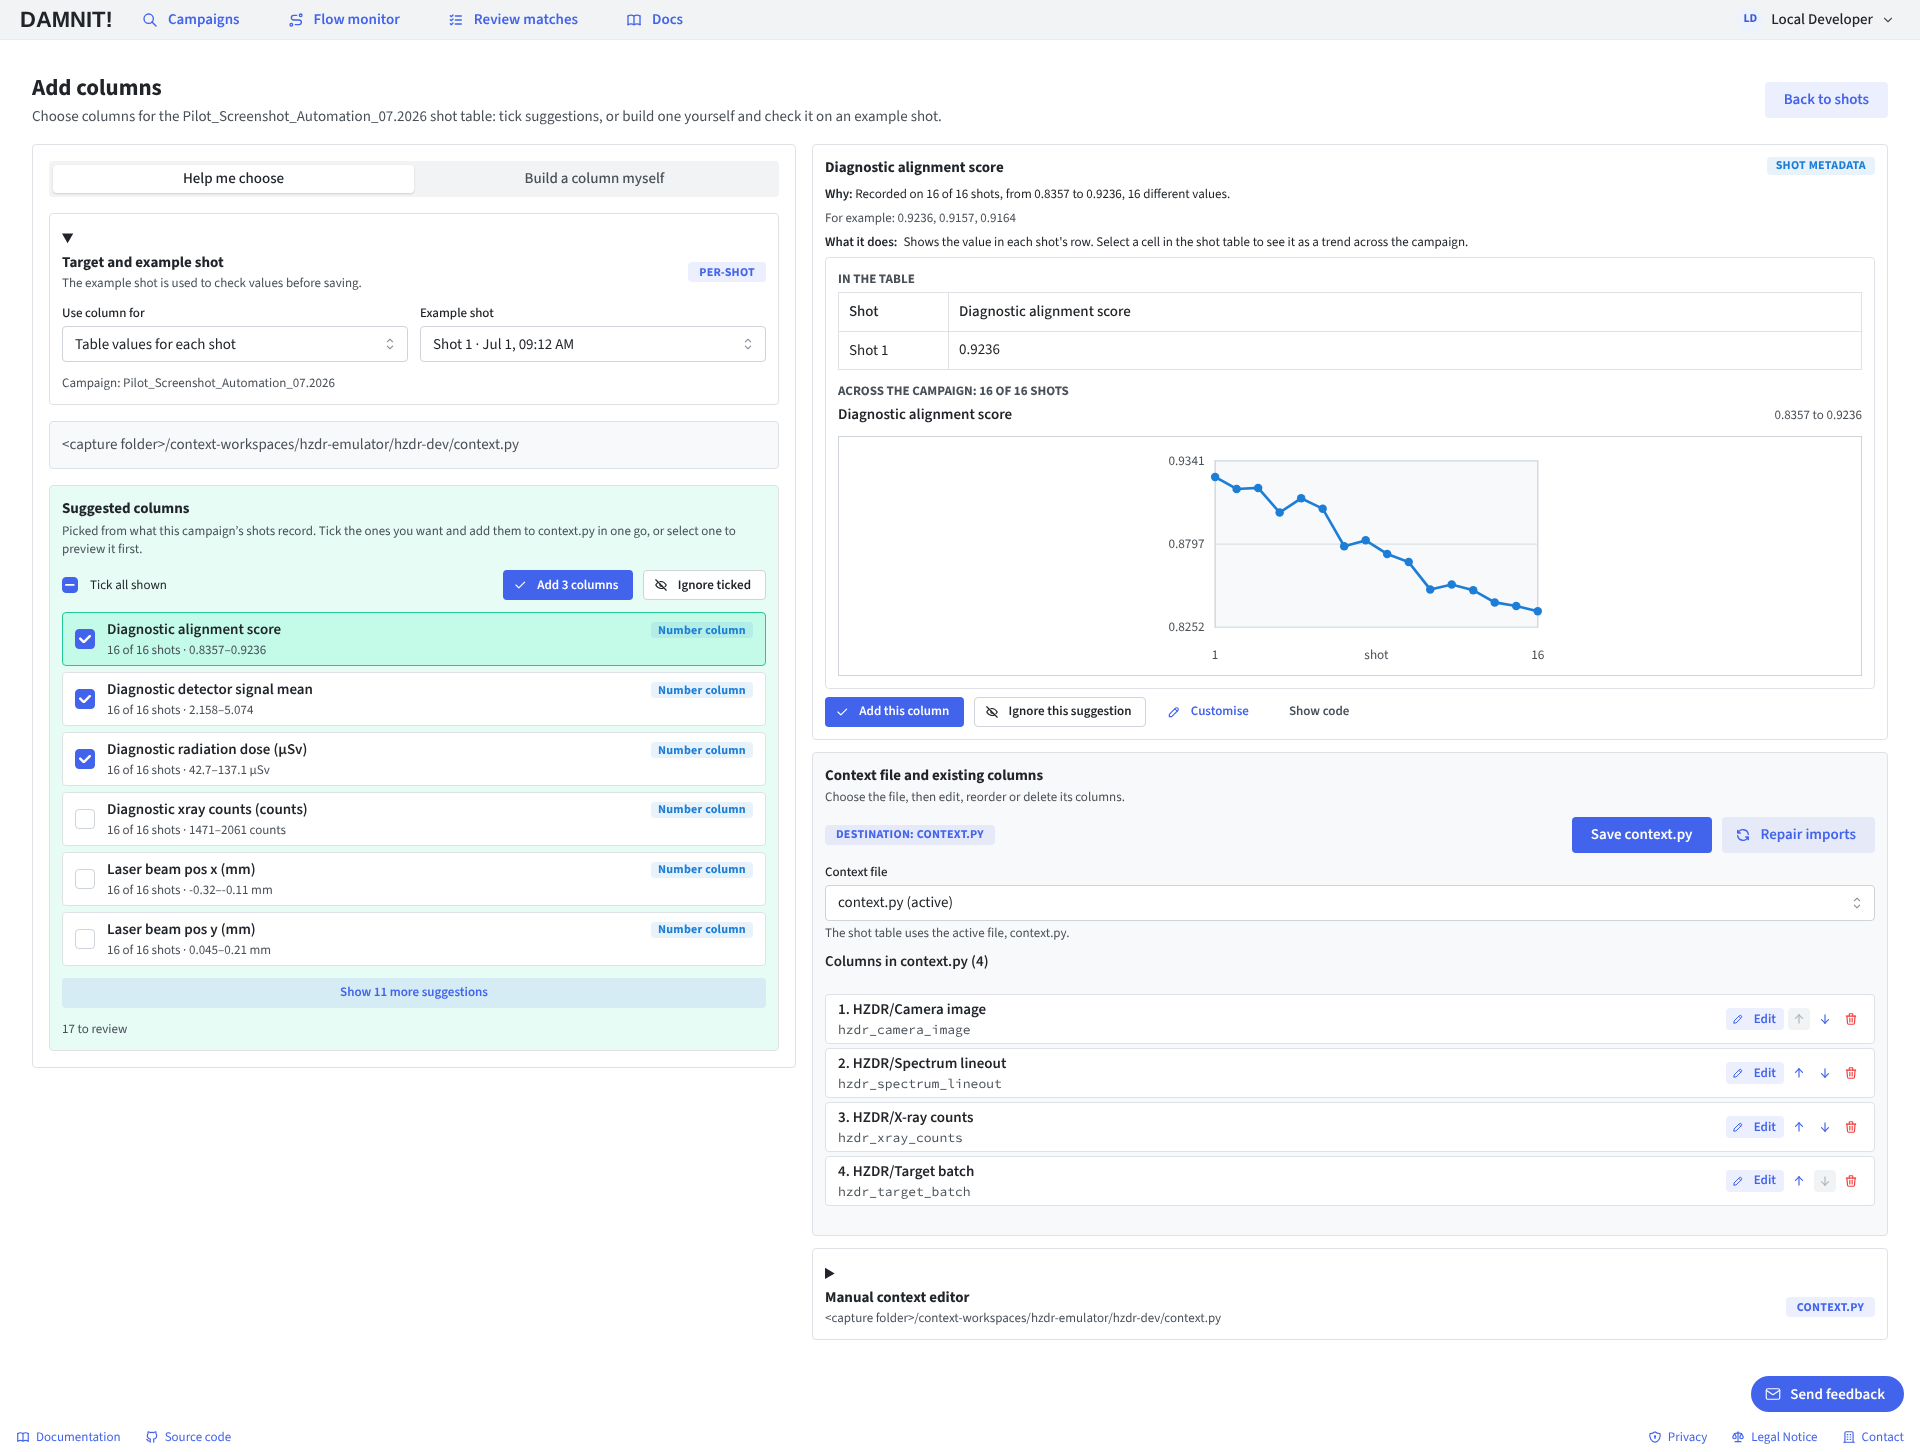 DAMNIT!
Campaigns
Flow monitor
Review matches
Docs
LD
Local Developer
Add columns
Choose columns for the Pilot_Screenshot_Automation_07.2026 shot table: tick suggestions, or build one yourself and check it on an example shot.
Back to shots
Help me choose
Build a column myself
Target and example shot
The example shot is used to check values before saving.
PER-SHOT
Use column for
Example shot
Table values for each shot
Shot 1 · Jul 1, 09:12 AM
Campaign: Pilot_Screenshot_Automation_07.2026
<capture folder>/context-workspaces/hzdr-emulator/hzdr-dev/context.py
Suggested columns
Picked from what this campaign's shots record. Tick the ones you want and add them to context.py in one go, or select one to
preview it first.
Tick all shown
Add 3 columns
Ignore ticked
Diagnostic alignment score
Number column
16 of 16 shots · 0.8357–0.9236
Diagnostic detector signal mean
Number column
16 of 16 shots · 2.158–5.074
Diagnostic radiation dose (µSv)
Number column
16 of 16 shots · 42.7–137.1 µSv
Diagnostic xray counts (counts)
Number column
16 of 16 shots · 1471–2061 counts
Laser beam pos x (mm)
Number column
16 of 16 shots · -0.32–-0.11 mm
Laser beam pos y (mm)
Number column
16 of 16 shots · 0.045–0.21 mm
Show 11 more suggestions
17 to review
Diagnostic alignment score
SHOT METADATA
Why: Recorded on 16 of 16 shots, from 0.8357 to 0.9236, 16 different values.
For example: 0.9236, 0.9157, 0.9164
What it does: Shows the value in each shot's row. Select a cell in the shot table to see it as a trend across the campaign.
IN THE TABLE
Shot
Diagnostic alignment score
Shot 1
0.9236
ACROSS THE CAMPAIGN: 16 OF 16 SHOTS
Diagnostic alignment score
0.8357 to 0.9236
0.9341
0.8797
0.8252
1
shot
16
Add this column
Ignore this suggestion
Customise
Show code
Context file and existing columns
Choose the file, then edit, reorder or delete its columns.
DESTINATION: CONTEXT.PY
Save context.py
Repair imports
Context file
context.py (active)
The shot table uses the active file, context.py.
Columns in context.py (4)
1. HZDR/Camera image
hzdr_camera_image
Edit
2. HZDR/Spectrum lineout
hzdr_spectrum_lineout
Edit
3. HZDR/X-ray counts
hzdr_xray_counts
Edit
4. HZDR/Target batch
hzdr_target_batch
Edit
Manual context editor
<capture folder>/context-workspaces/hzdr-emulator/hzdr-dev/context.py
CONTEXT.PY
Send feedback
Documentation
Source code
Privacy
Legal Notice
Contact